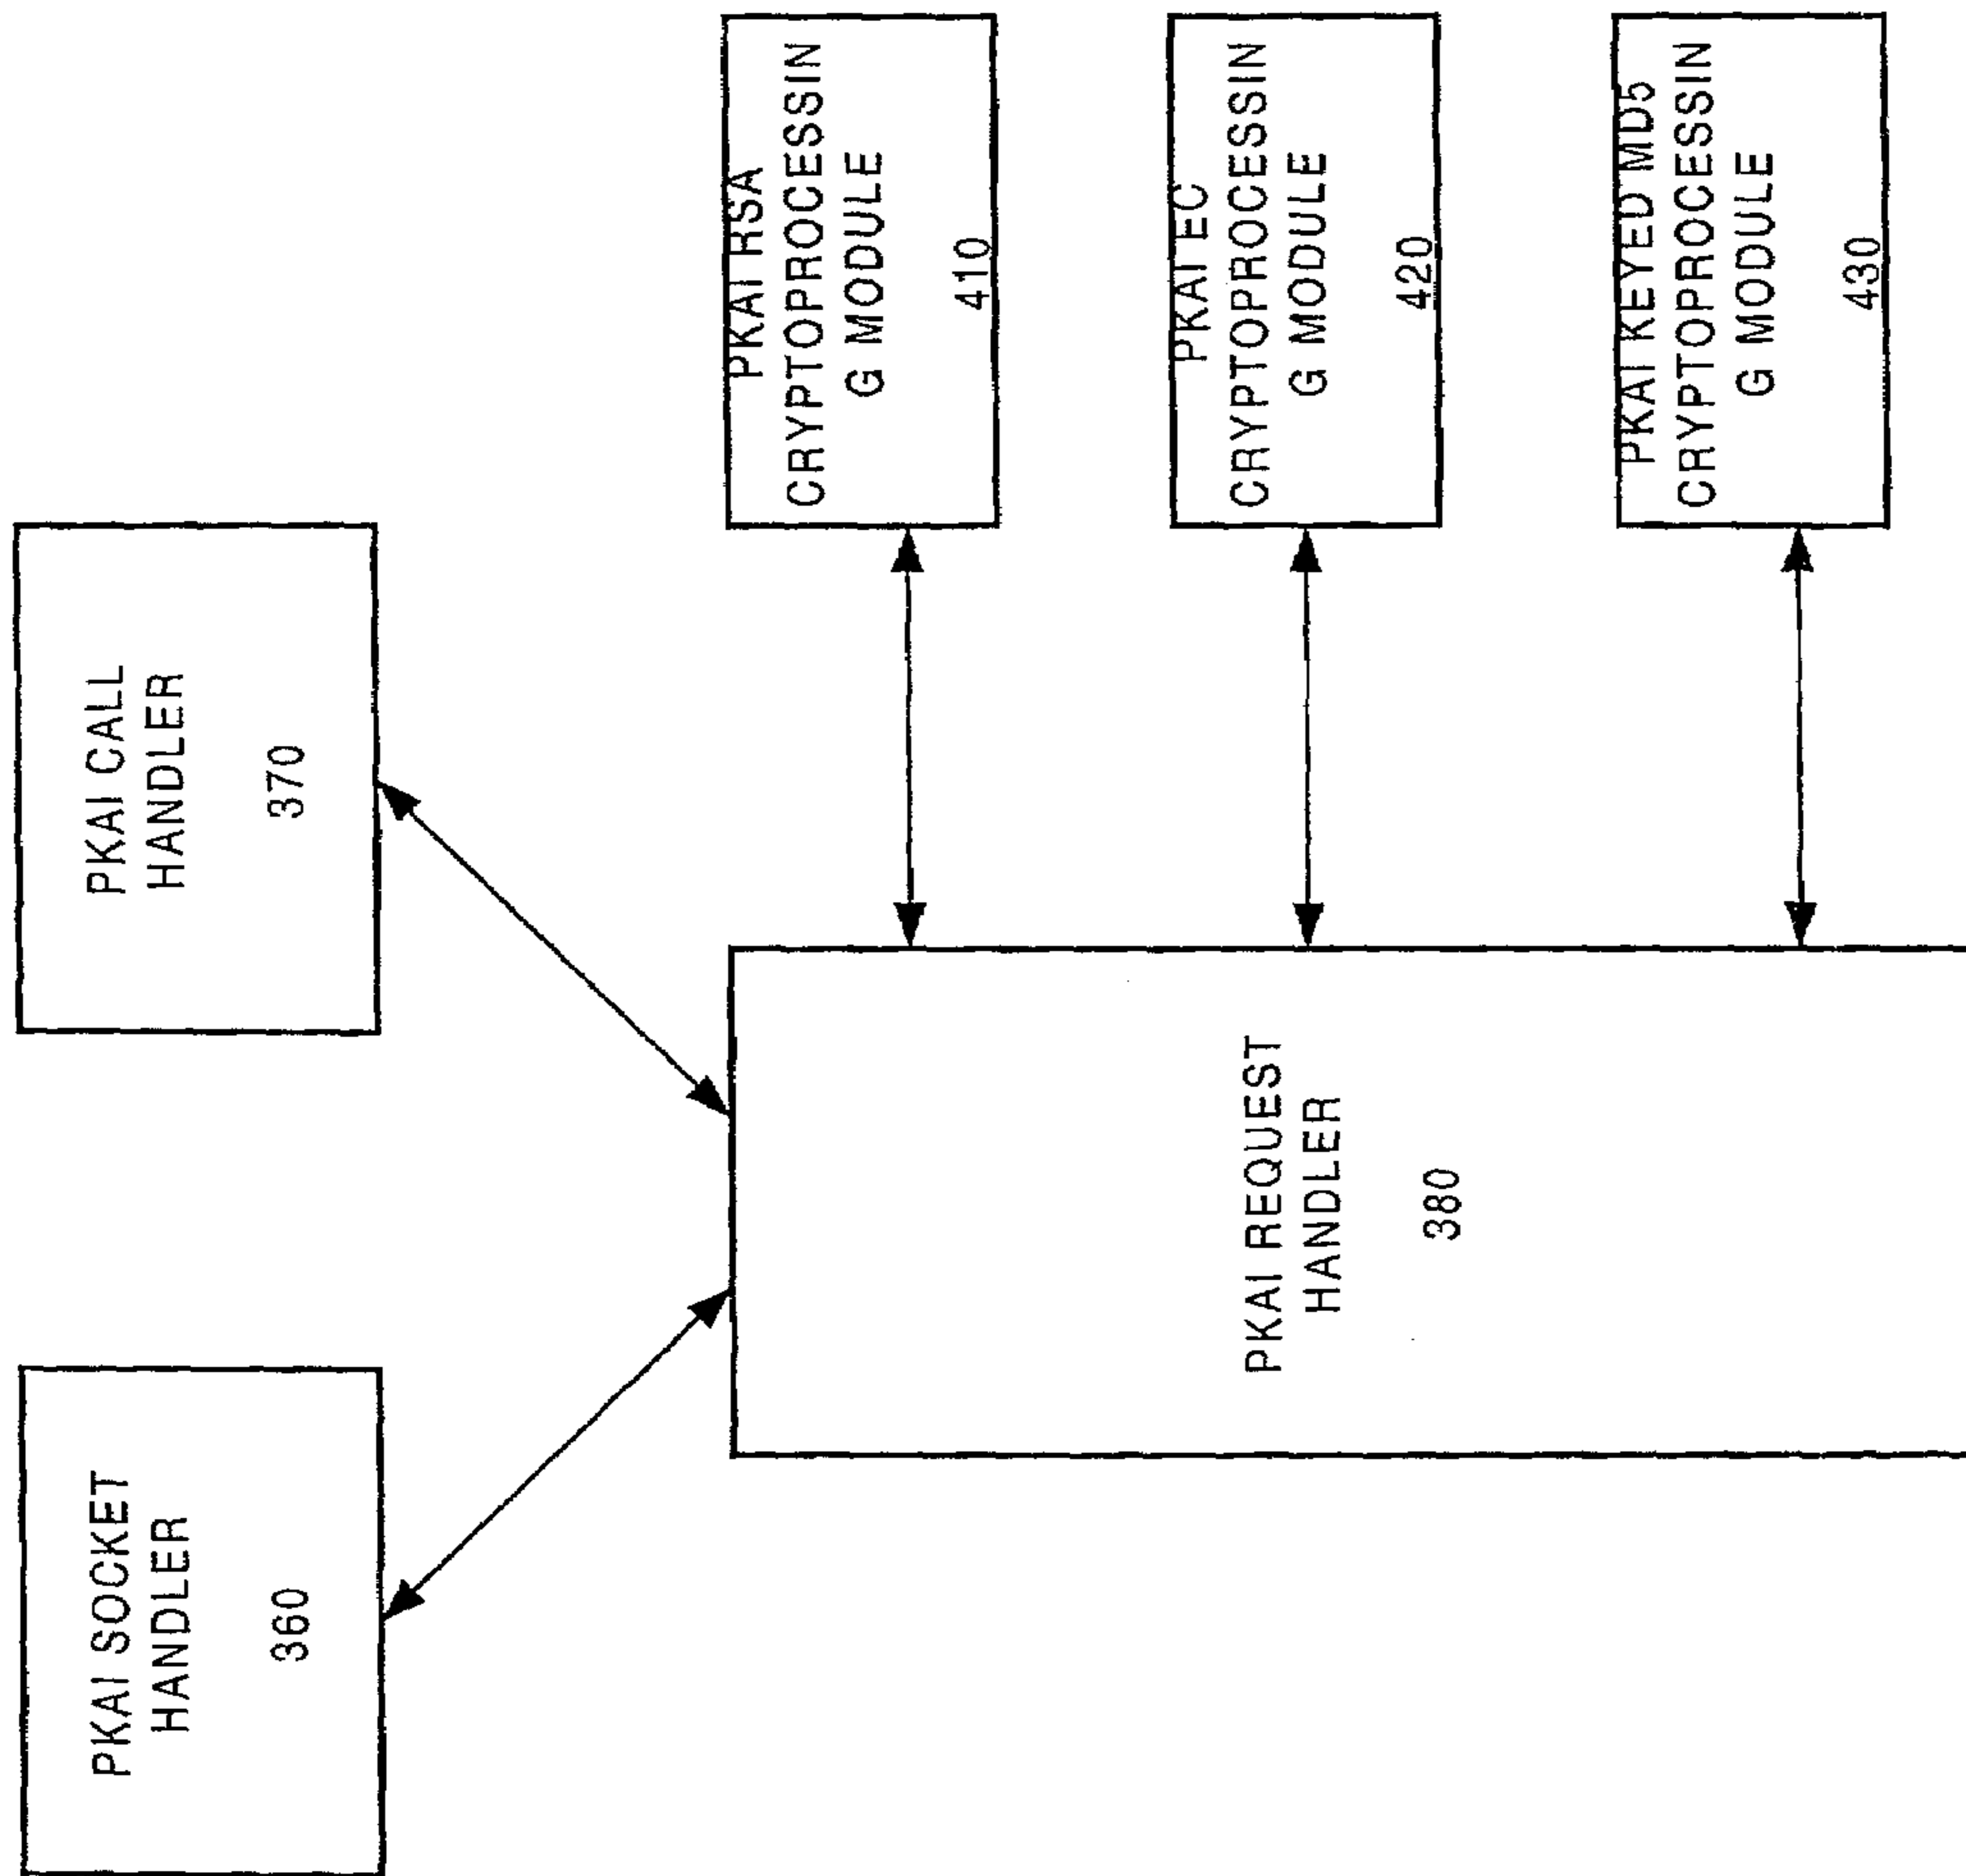 PKAI SOCKET
HANDLER
360
PKAI CALL
HANDLER
370
PKAI REQUEST
HANDLER
380
PKAI RSA
CRYPTOPROCESSIN
G MODULE
410
PKAI EC
CRYPTOPROCESSIN
G MODULE
420
PKAI KEYED MD5
CRYPTOPROCESSIN
G MODULE
430